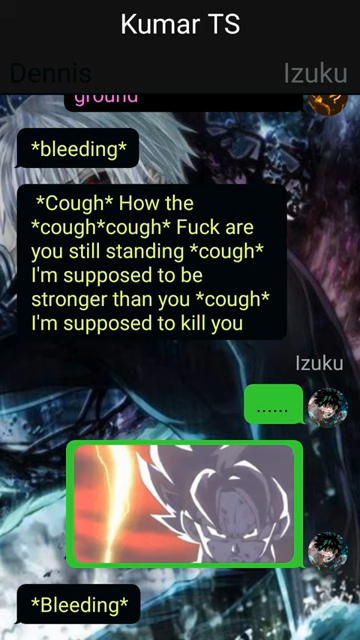 Kumar TS
Dennis
Izuku
ground
*bleeding*
*Cough* How the
*cough*cough* Fuck are
you still standing *cough*
I'm supposed to be
stronger than you *cough*
I'm supposed to kill you
Izuku
......
*Bleeding*